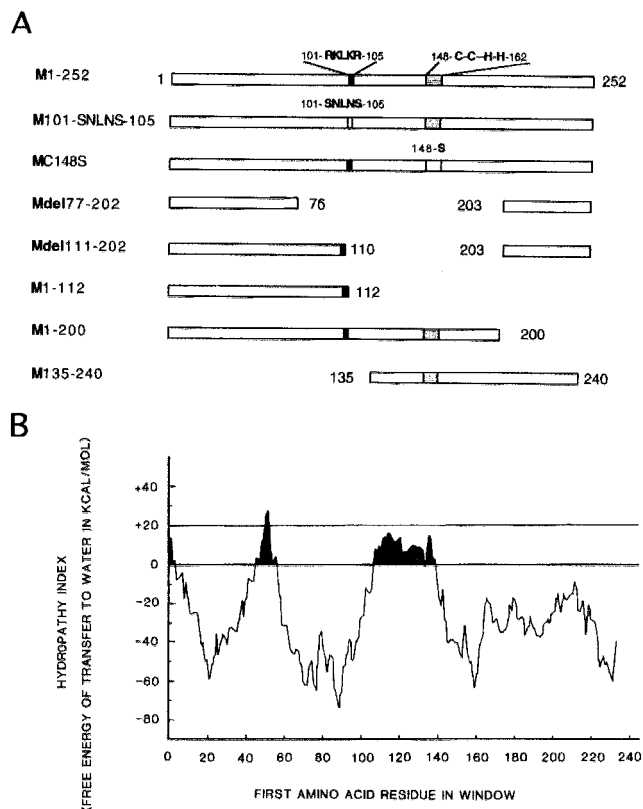 A
101-RKLKR-105 148-C-C-H-H-162
M1-252 1 252
101-SNLNS-105
M101-SNLNS-105
148-S
MC148S
Mdel77-202 76 203
Mdel111-202 110 203
M1-112 112
M1-200 200
M135-240 135 240
B
HYDROPATHY INDEX
(FREE ENERGY OF TRANSFER TO WATER IN KCAL/MOL)
+40
+20
0
-20
-40
-60
-80
0 20 40 60 80 100 120 140 160 180 200 220 240
FIRST AMINO ACID RESIDUE IN WINDOW